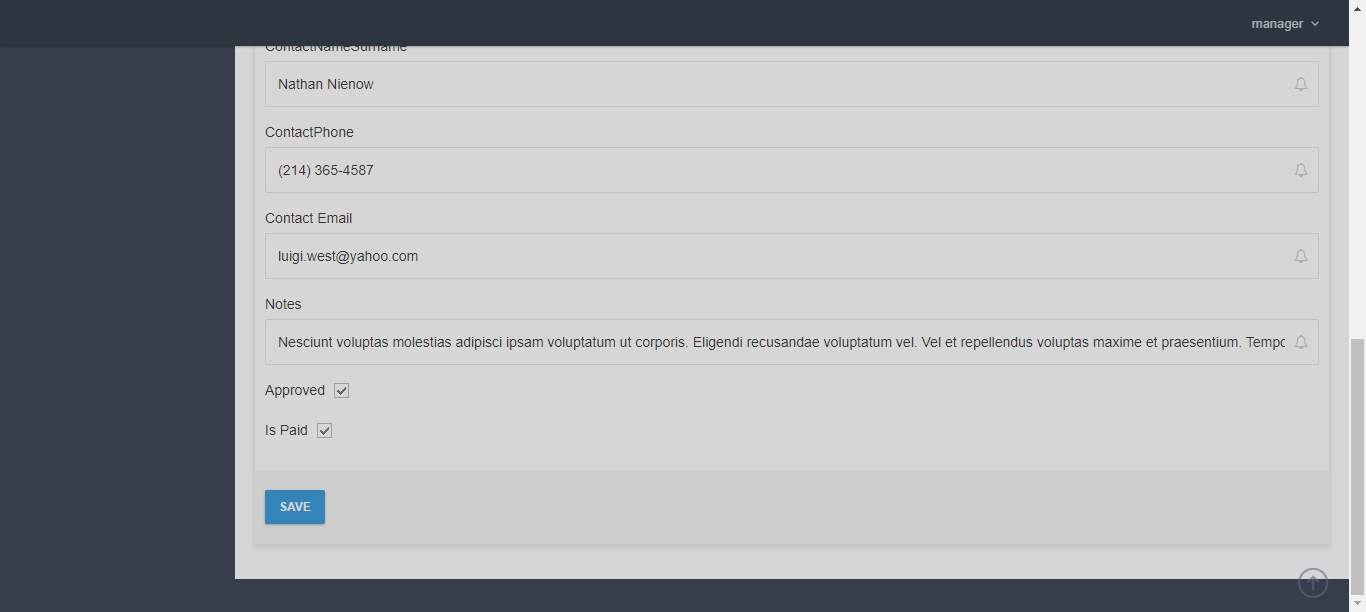 manager
ContactNameSurname
Nathan Nienow
ContactPhone
(214) 365-4587
Contact Email
luigi.west@yahoo.com
Notes
Nesciunt voluptas molestias adipisci ipsam voluptatum ut corporis. Eligendi recusandae voluptatum vel. Vel et repellendus voluptas maxime et praesentium. Tempo
Approved
Is Paid
SAVE